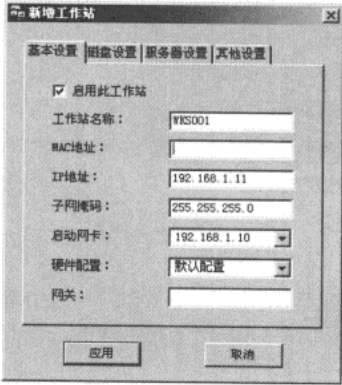 新增工作站
基本设置 磁盘设置 服务器设置 其他设置
启用此工作站
工作站名称： WKS001
MAC地址：
IP地址： 192.168.1.11
子网掩码： 255.255.255.0
启动网卡： 192.168.1.10
硬件配置： 默认配置
网关：
应用 取消